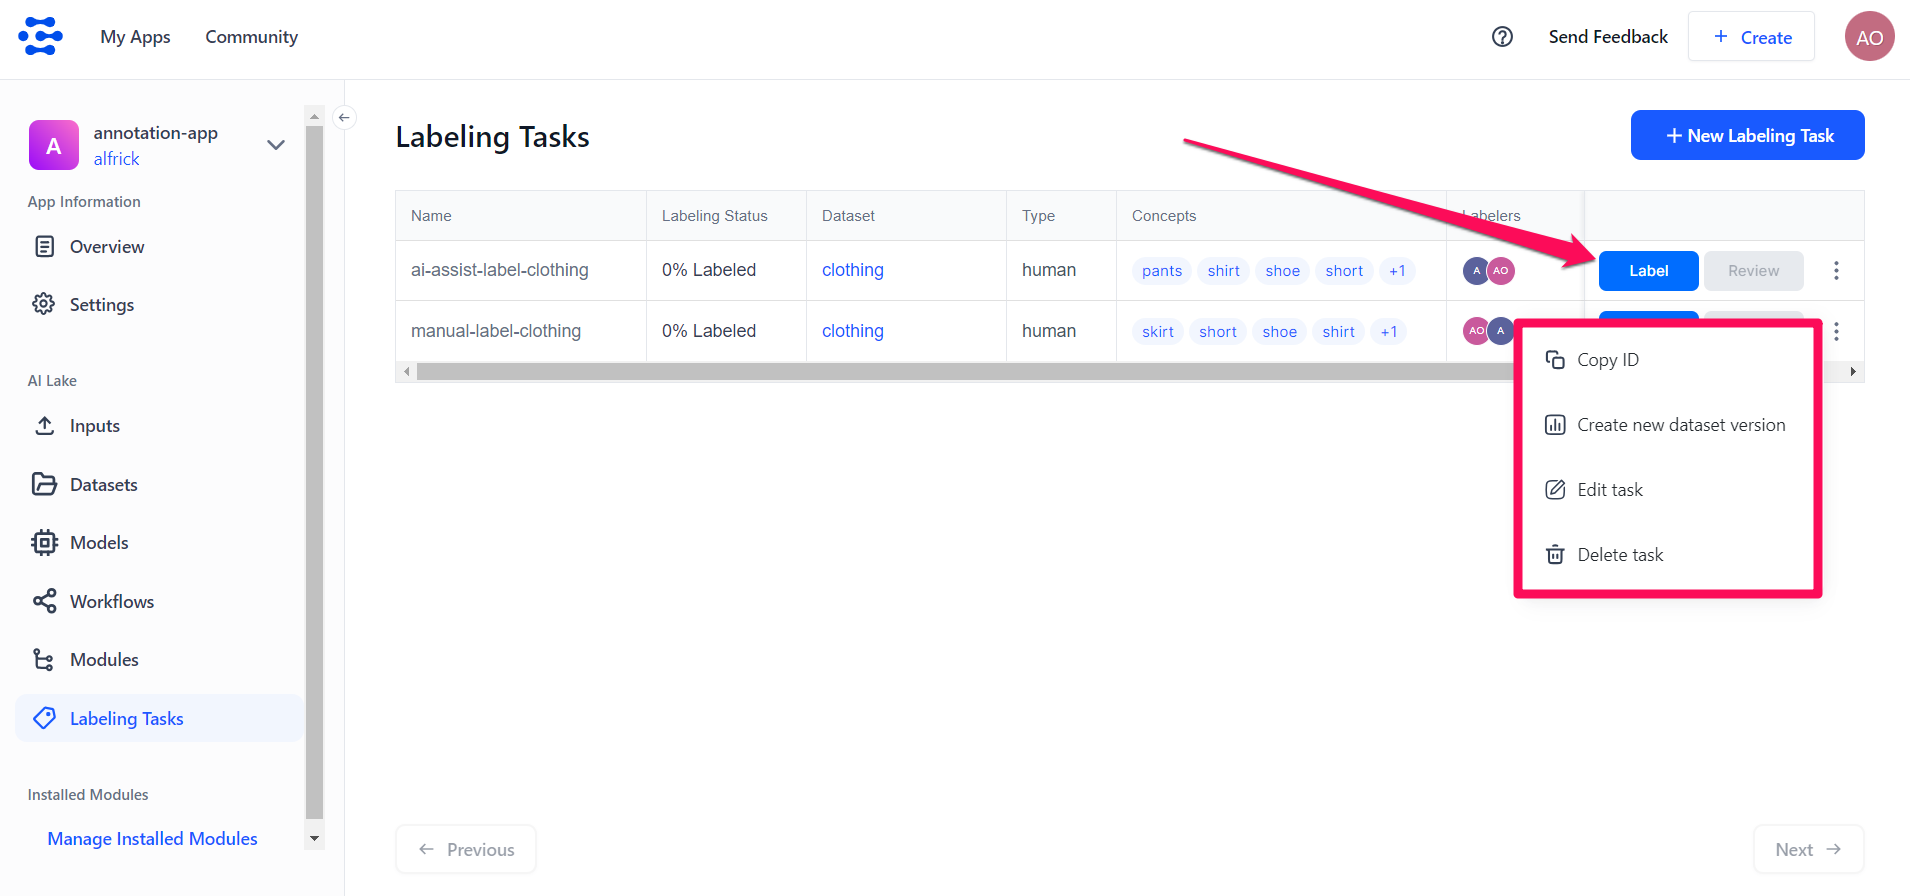 My Apps
Community
Send Feedback
+ Create
AO
A
annotation-app
alfrick
App Information
Overview
Settings
AI Lake
Inputs
Datasets
Models
Workflows
Modules
Labeling Tasks
Installed Modules
Manage Installed Modules
Labeling Tasks
+ New Labeling Task
Name Labeling Status Dataset Type Concepts Labelers
ai-assist-label-clothing 0% Labeled clothing human pants shirt shoe short +1 A AO Label Review
manual-label-clothing 0% Labeled clothing human skirt short shoe shirt +1 AO A
Copy ID
Create new dataset version
Edit task
Delete task
Previous
Next